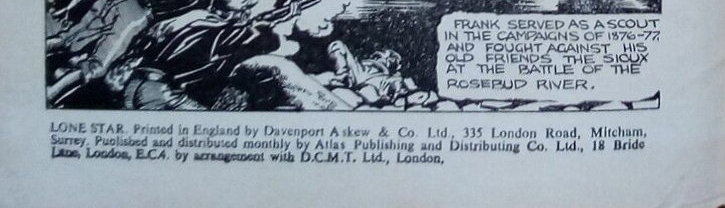 FRANK SERVED AS A SCOUT
IN THE CAMPAIGNS OF 1876-77,
AND FOUGHT AGAINST HIS
OLD FRIENDS THE SIOUX
AT THE BATTLE OF THE
ROSEBUD RIVER.
LONE STAR. Printed in England by Davenport Askew & Co. Ltd., 335 London Road, Mitcham,
Surrey. Puolished and distributed monthly by Atlas Publishing and Distributing Co. Ltd., 18 Bride
Lane, London, E.C.4. by arrangement with D.C.M.T. Ltd., London,